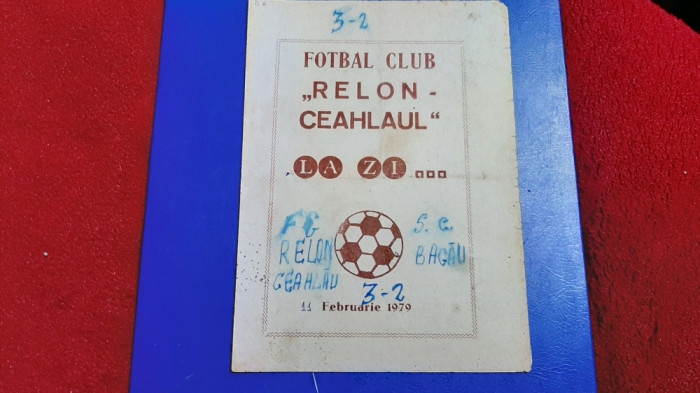 3-2
FOTBAL CLUB
„RELON-
CEAHLAUL"
LA ZI...
FC S.C.
RELON BACĂU
CEAHLĂU
3-2
11 Februarie 1979